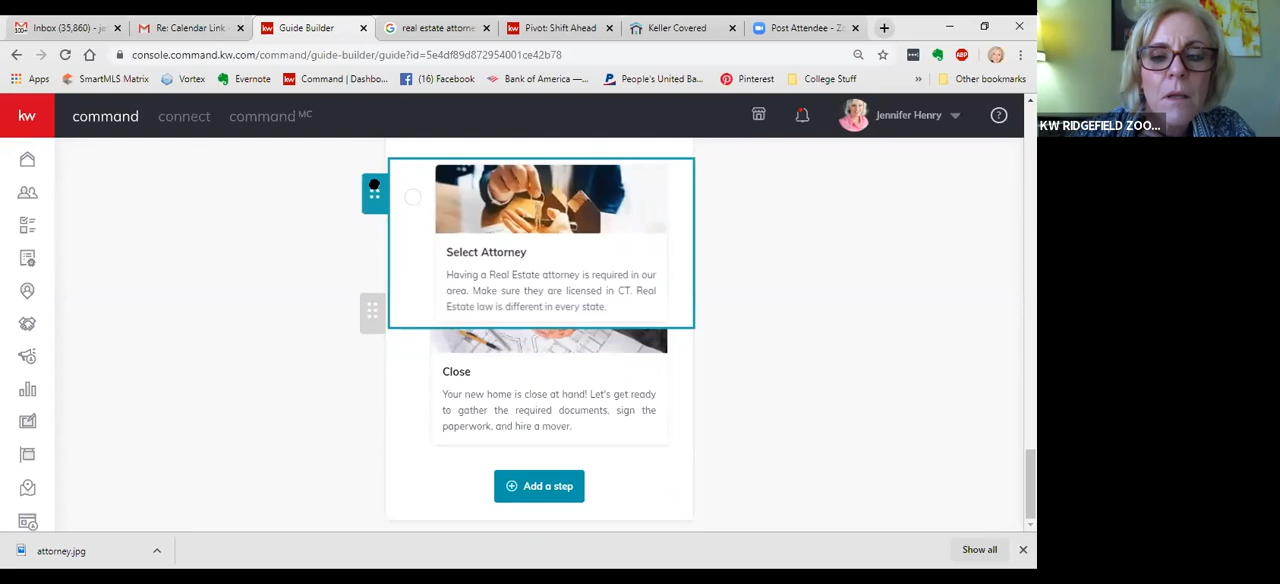 Inbox (35,860) - je
Re: Calendar Link -
Guide Builder
real estate attorne
Pivot: Shift Ahead
Keller Covered
Post Attendee - Zo
console.command.kw.com/command/guide-builder/guide?id=5e4df89d872954001ce42b78
Apps
SmartMLS Matrix
Vortex
Evernote
Command | Dashbo...
(16) Facebook
Bank of America —...
People's United Ba...
Pinterest
College Stuff
»
Other bookmarks
kw
command
connect
command MC
Jennifer Henry
KW RIDGEFIELD ZOO...
Select Attorney
Having a Real Estate attorney is required in our
area. Make sure they are licensed in CT. Real
Estate law is different in every state.
Close
Your new home is close at hand! Let's get ready
to gather the required documents, sign the
paperwork, and hire a mover.
Add a step
attorney.jpg
Show all